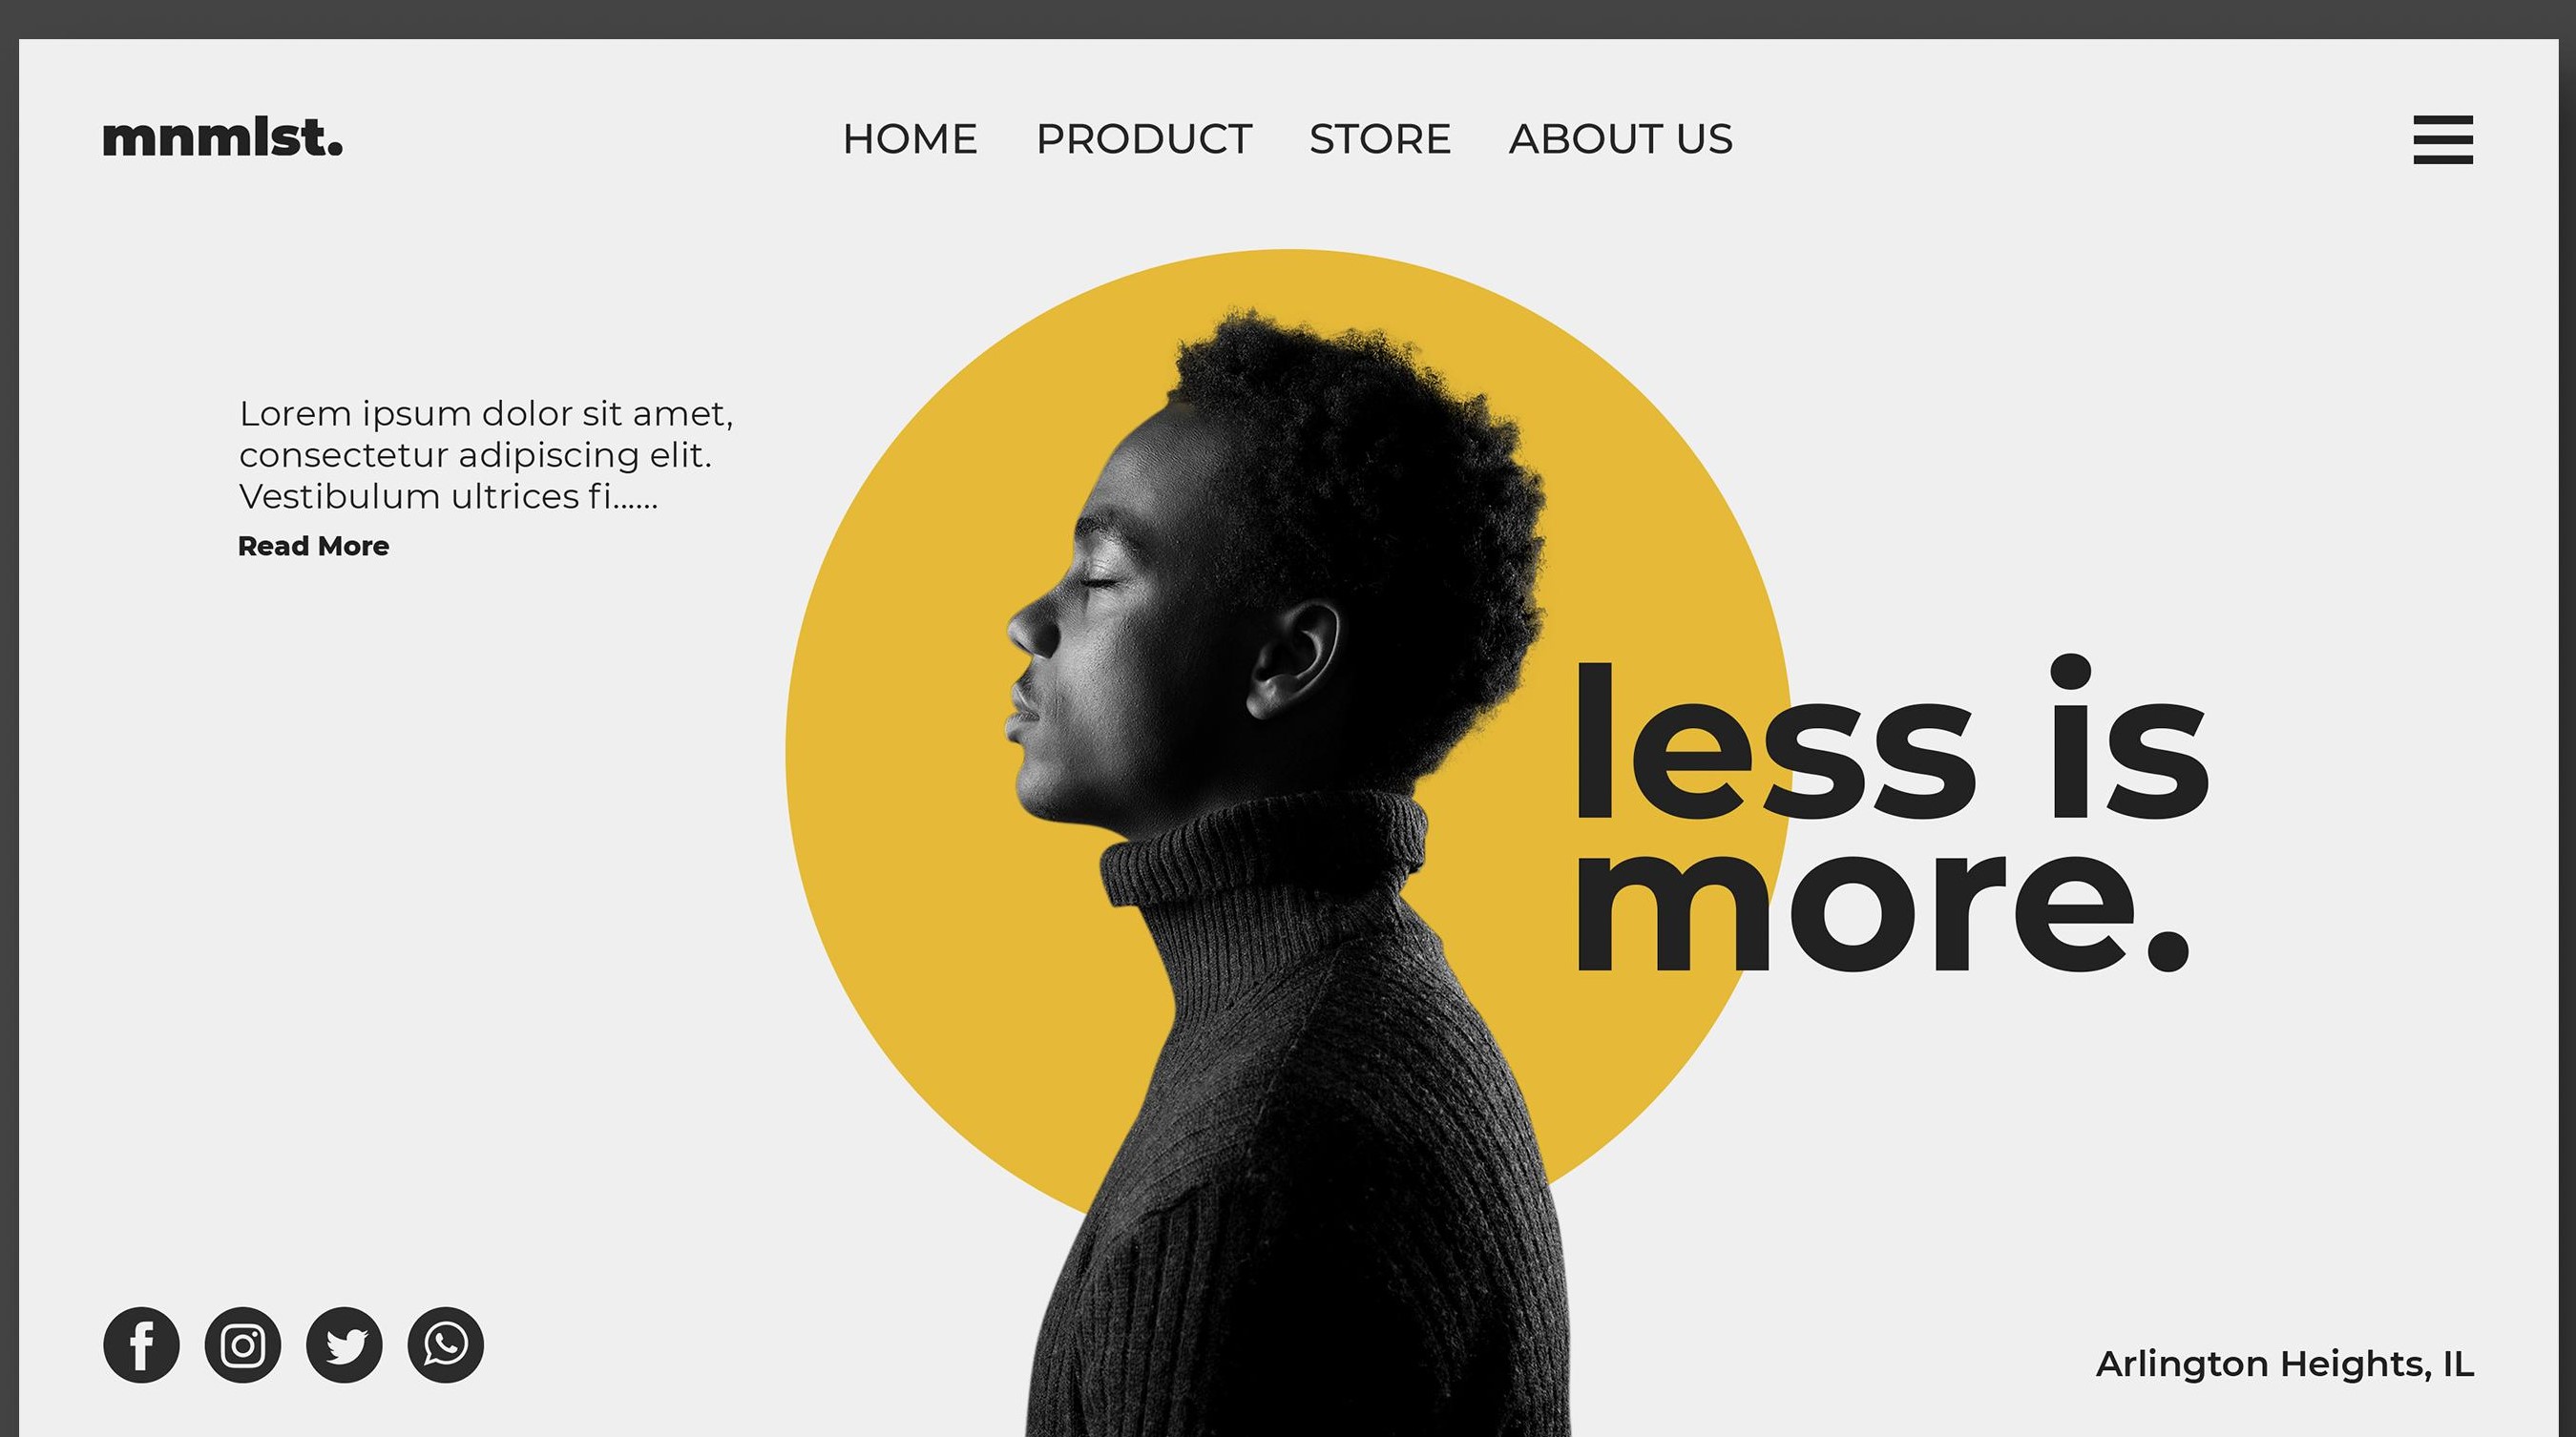 mnmlst.
HOME PRODUCT STORE ABOUT US
Lorem ipsum dolor sit amet,
consectetur adipiscing elit.
Vestibulum ultrices fi......
Read More
less is
more.
Arlington Heights, IL